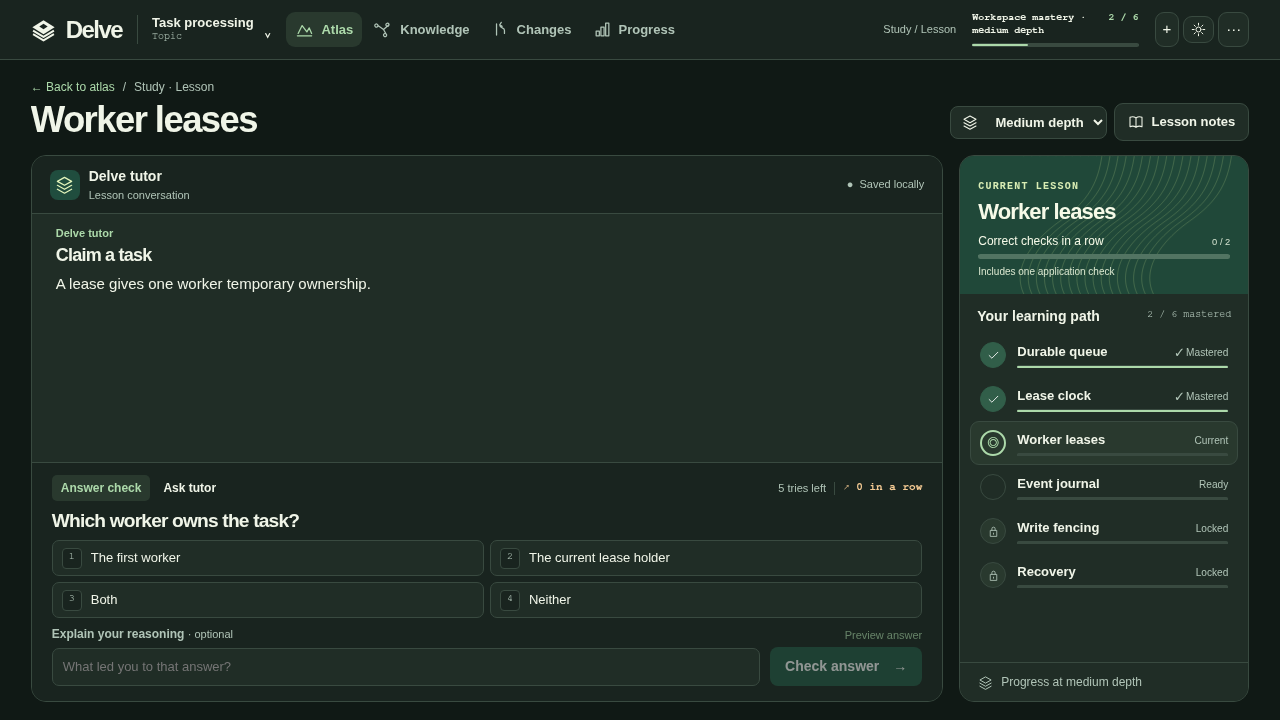 Delve
Task processing
Topic
Atlas
Knowledge
Changes
Progress
Study / Lesson
Workspace mastery · 2 / 6
medium depth
+
...
← Back to atlas / Study · Lesson
Worker leases
Medium depth
Lesson notes
Delve tutor
Lesson conversation
● Saved locally
Delve tutor
Claim a task
A lease gives one worker temporary ownership.
Answer check
Ask tutor
5 tries left
↗ 0 in a row
Which worker owns the task?
1 The first worker
2 The current lease holder
3 Both
4 Neither
Explain your reasoning · optional
Preview answer
What led you to that answer?
Check answer →
CURRENT LESSON
Worker leases
Correct checks in a row 0 / 2
Includes one application check
Your learning path 2 / 6 mastered
Durable queue ✓ Mastered
Lease clock ✓ Mastered
Worker leases Current
Event journal Ready
Write fencing Locked
Recovery Locked
Progress at medium depth